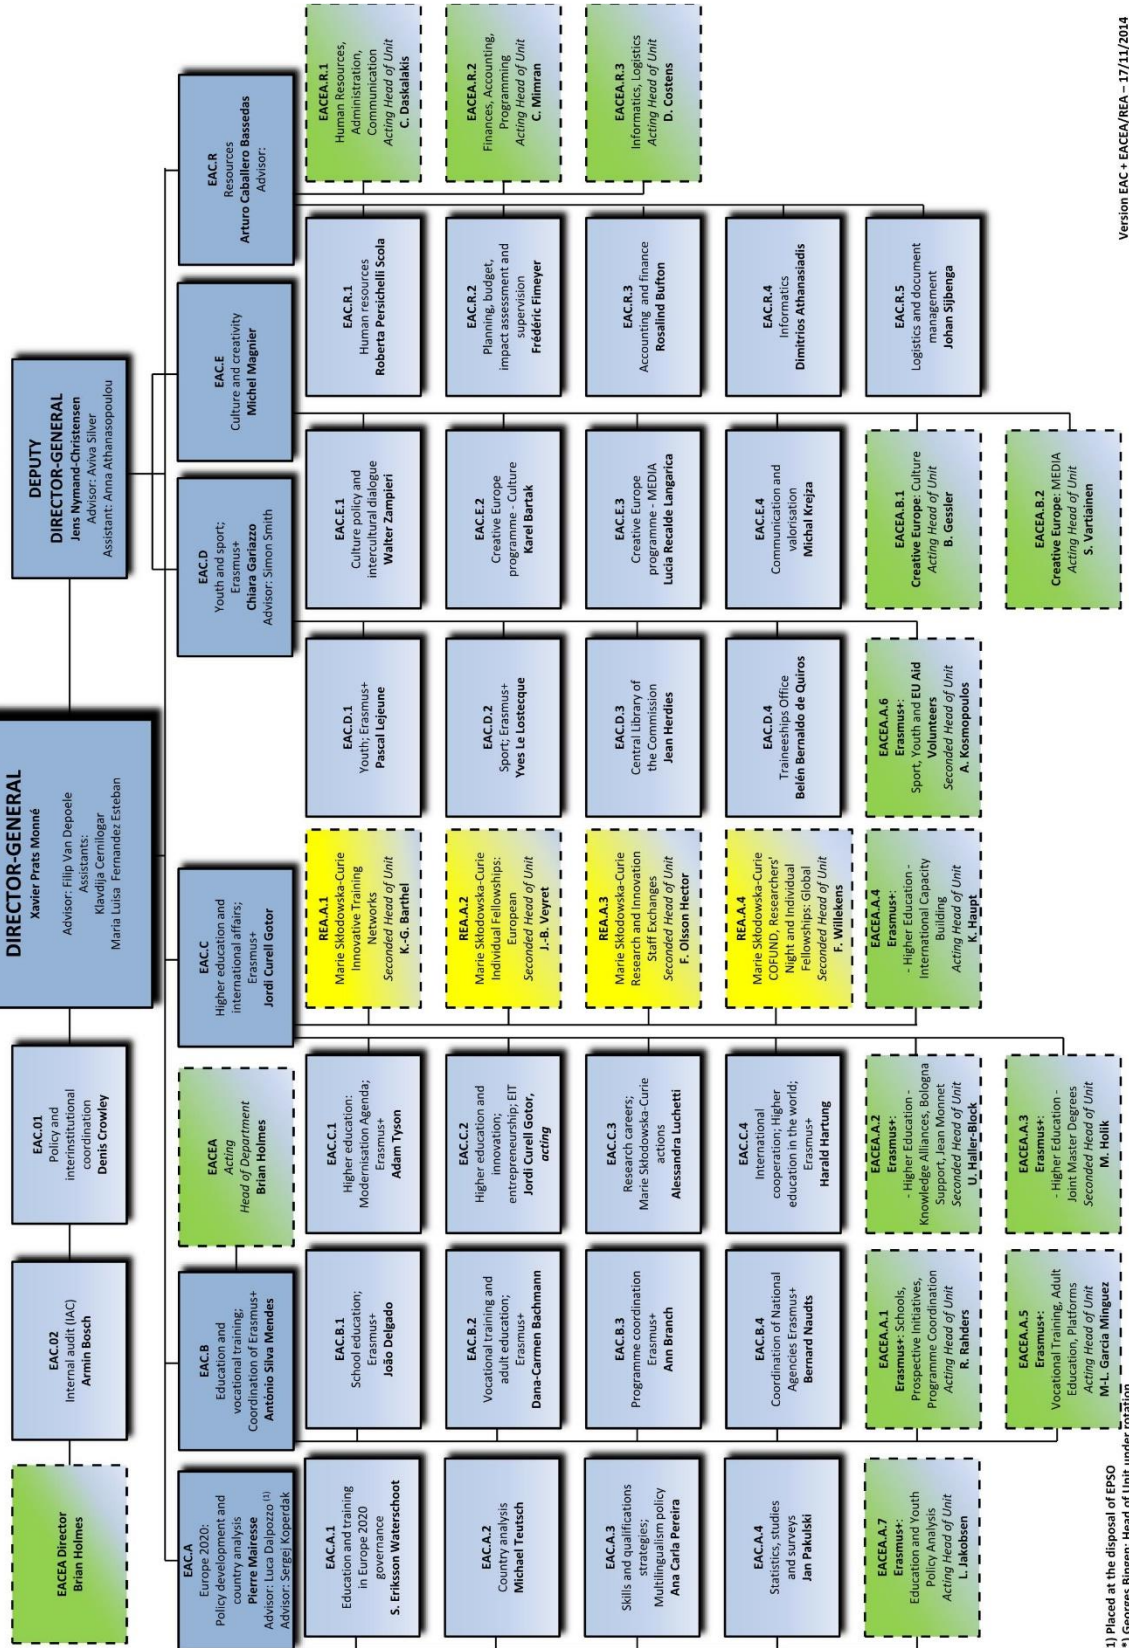 DIRECTOR-GENERAL
Xavier Prats Monné
Advisor: Filip Van Depoele
Assistants:
Klavdija Cernilogar
Maria Luisa Fernandez Esteban
DEPUTY
DIRECTOR-GENERAL
Jens Nymand-Christensen
Advisor: Aviva Silver
Assistant: Anna Athanasopoulou
EACEA Director
Brian Holmes
EAC.02
Internal audit (IAC)
Armin Bosch
EAC.01
Policy and
interinstitutional
coordination
Denis Crowley
EAC.A
Europe 2020:
Policy development and
country analysis
Pierre Mairesse
Advisor: Luca Dalpozzo (1)
Advisor: Sergej Koperdak
EAC.B
Education and
vocational training;
Coordination of Erasmus+
António Silva Mendes
EACEA
Acting
Head of Department
Brian Holmes
EAC.C
Higher education and
international affairs;
Erasmus+
Jordi Curell Gotor
EAC.D
Youth and sport;
Erasmus+
Chiara Gariazzo
Advisor: Simon Smith
EAC.E
Culture and creativity
Michel Magnier
EAC.R
Resources
Arturo Caballero Bassedas
Advisor:
EAC.A.1
Education and training
in Europe 2020
governance
S. Eriksson Waterschoot
EAC.A.2
Country analysis
Michael Teutsch
EAC.A.3
Skills and qualifications
strategies;
Multilingualism policy
Ana Carla Pereira
EAC.A.4
Statistics, studies
and surveys
Jan Pakulski
EACEA.A.7
Erasmus+:
Education and Youth
Policy Analysis
Acting Head of Unit
L. Jakobsen
EAC.B.1
School education;
Erasmus+
João Delgado
EAC.B.2
Vocational training and
adult education;
Erasmus+
Dana-Carmen Bachmann
EAC.B.3
Programme coordination
Erasmus+
Ann Branch
EAC.B.4
Coordination of National
Agencies Erasmus+
Bernard Naudts
EACEA.A.1
Erasmus+: Schools,
Prospective Initiatives,
Programme Coordination
Acting Head of Unit
R. Rahders
EACEA.A.5
Erasmus+:
Vocational Training, Adult
Education, Platforms
Acting Head of Unit
M-L. Garcia Minguez
EAC.C.1
Higher education:
Modernisation Agenda;
Erasmus+
Adam Tyson
EAC.C.2
Higher education and
innovation;
entrepreneurship; EIT
Jordi Curell Gotor,
acting
EAC.C.3
Research careers;
Marie Skłodowska-Curie
actions
Alessandra Luchetti
EAC.C.4
International
cooperation; Higher
education in the world;
Erasmus+
Harald Hartung
EACEA.A.2
Erasmus+:
- Higher Education -
Knowledge Alliances, Bologna
Support, Jean Monnet
Seconded Head of Unit
U. Haller-Block
EACEA.A.3
Erasmus+:
- Higher Education -
Joint Master Degrees
Seconded Head of Unit
M. Holik
REA.A.1
Marie Skłodowska-Curie
Innovative Training
Networks
Seconded Head of Unit
K.-G. Barthel
REA.A.2
Marie Skłodowska-Curie
Individual Fellowships:
European
Seconded Head of Unit
J.-B. Veyret
REA.A.3
Marie Skłodowska-Curie
Research and Innovation
Staff Exchanges
Seconded Head of Unit
F. Olsson Hector
REA.A.4
Marie Skłodowska-Curie
COFUND, Researchers'
Night and Individual
Fellowships: Global
Seconded Head of Unit
F. Willekens
EACEA.A.4
Erasmus+:
- Higher Education -
International Capacity
Building
Acting Head of Unit
K. Haupt
EAC.D.1
Youth; Erasmus+
Pascal Lejeune
EAC.D.2
Sport; Erasmus+
Yves Le Lostecque
EAC.D.3
Central Library of
the Commission
Jean Herdies
EAC.D.4
Traineeships Office
Belén Bernaldo de Quiros
EACEA.A.6
Erasmus+:
Sport, Youth and EU Aid
Volunteers
Seconded Head of Unit
A. Kosmopoulos
EAC.E.1
Culture policy and
intercultural dialogue
Walter Zampieri
EAC.E.2
Creative Europe
programme - Culture
Karel Bartak
EAC.E.3
Creative Europe
programme - MEDIA
Lucia Recalde Langarica
EAC.E.4
Communication and
valorisation
Michal Krejza
EACEA.B.1
Creative Europe: Culture
Acting Head of Unit
B. Gessler
EACEA.B.2
Creative Europe: MEDIA
Acting Head of Unit
S. Vartiainen
EAC.R.1
Human resources
Roberta Persichelli Scola
EAC.R.2
Planning, budget,
impact assessment and
supervision
Frédéric Fimeyer
EAC.R.3
Accounting and finance
Rosalind Bufton
EAC.R.4
Informatics
Dimitrios Athanasiadis
EAC.R.5
Logistics and document
management
Johan Sijbenga
EACEA.R.1
Human Resources,
Administration,
Communication
Acting Head of Unit
C. Daskalakis
EACEA.R.2
Finances, Accounting,
Programming
Acting Head of Unit
C. Mimran
EACEA.R.3
Informatics, Logistics
Acting Head of Unit
D. Costens
1) Placed at the disposal of EPSO
*) Georges Bingen: Head of Unit under rotation
Version EAC + EACEA/REA – 17/11/2014